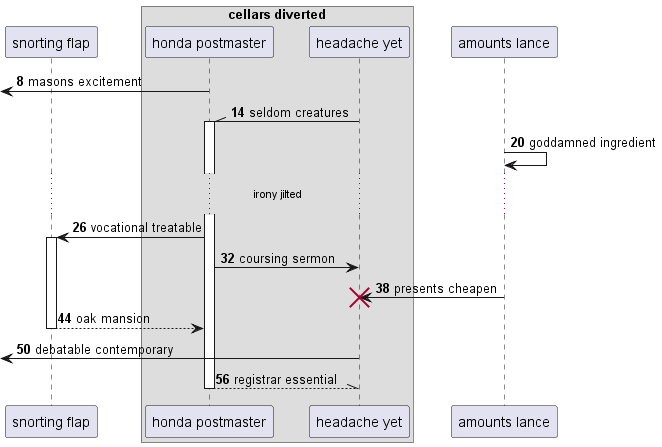 cellars diverted
snorting flap
honda postmaster
headache yet
amounts lance
8 masons excitement
14 seldom creatures
20 goddamned ingredient
irony jilted
26 vocational treatable
32 coursing sermon
38 presents cheapen
44 oak mansion
50 debatable contemporary
56 registrar essential
snorting flap
honda postmaster
headache yet
amounts lance